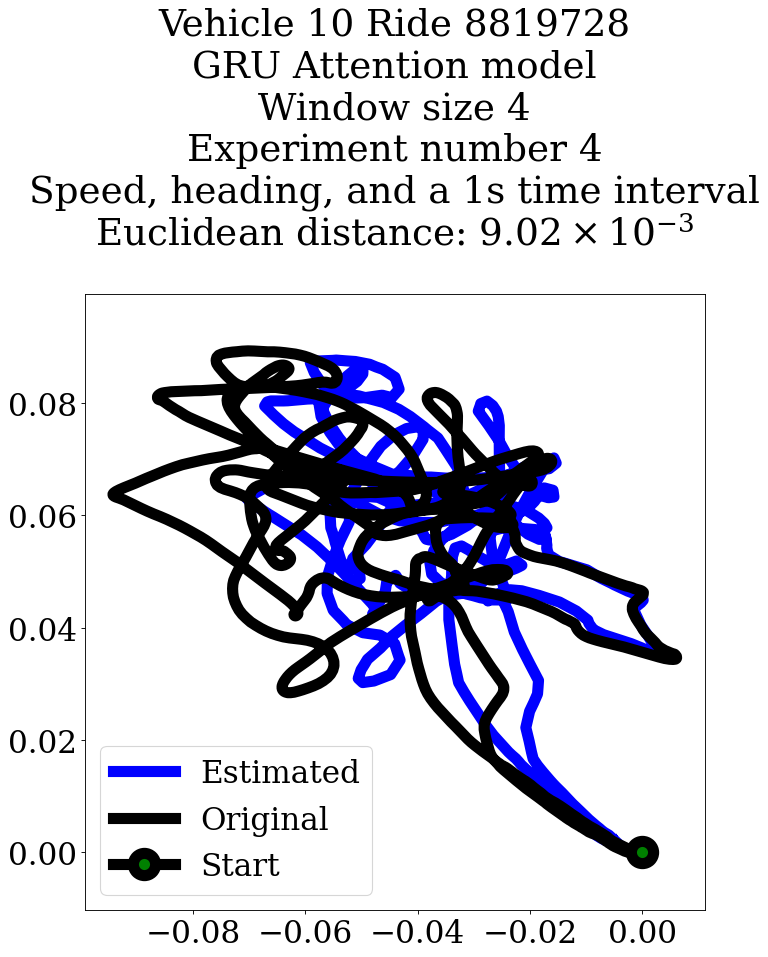 Vehicle 10 Ride 8819728
GRU Attention model
Window size 4
Experiment number 4
Speed, heading, and a 1s time interval
Euclidean distance: 9.02 × 10⁻³
0.08
0.06
0.04
0.02
0.00
Estimated
Original
Start
−0.08 −0.06 −0.04 −0.02 0.00